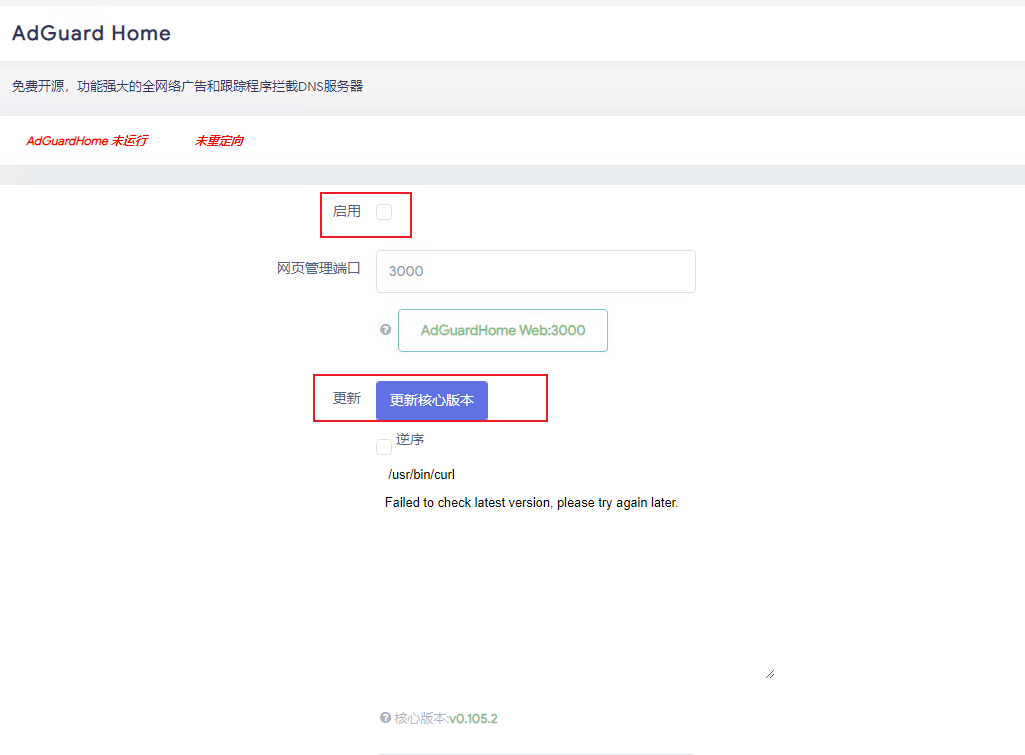 AdGuard Home
免费开源，功能强大的全网络广告和跟踪程序拦截DNS服务器
AdGuardHome 未运行 未重定向
启用
网页管理端口 3000
AdGuardHome Web:3000
更新 更新核心版本
逆序
/usr/bin/curl
Failed to check latest version, please try again later.
核心版本:v0.105.2